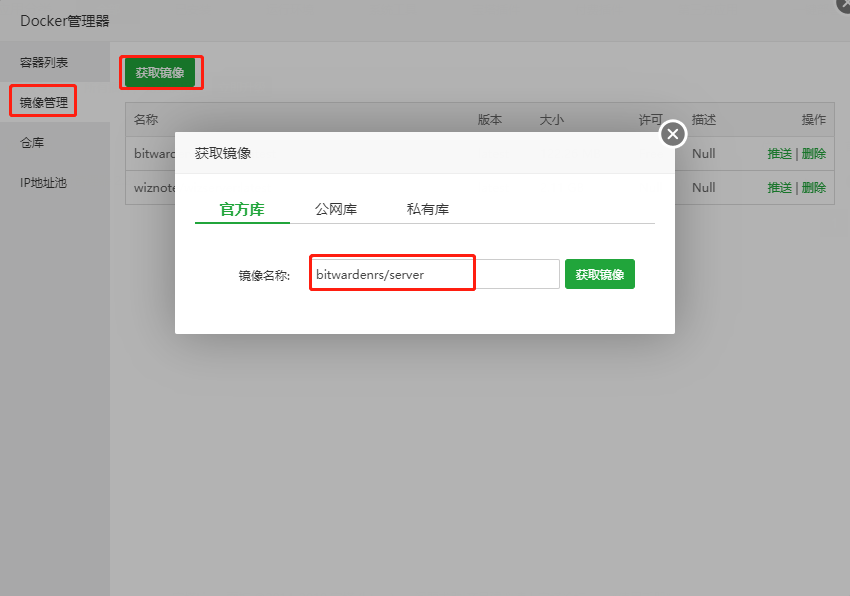 Docker管理器
容器列表
镜像管理
仓库
IP地址池
获取镜像
名称 版本 大小 许可 描述 操作
Null 推送 | 删除
Null 推送 | 删除
获取镜像
官方库 公网库 私有库
镜像名称: bitwardenrs/server 获取镜像